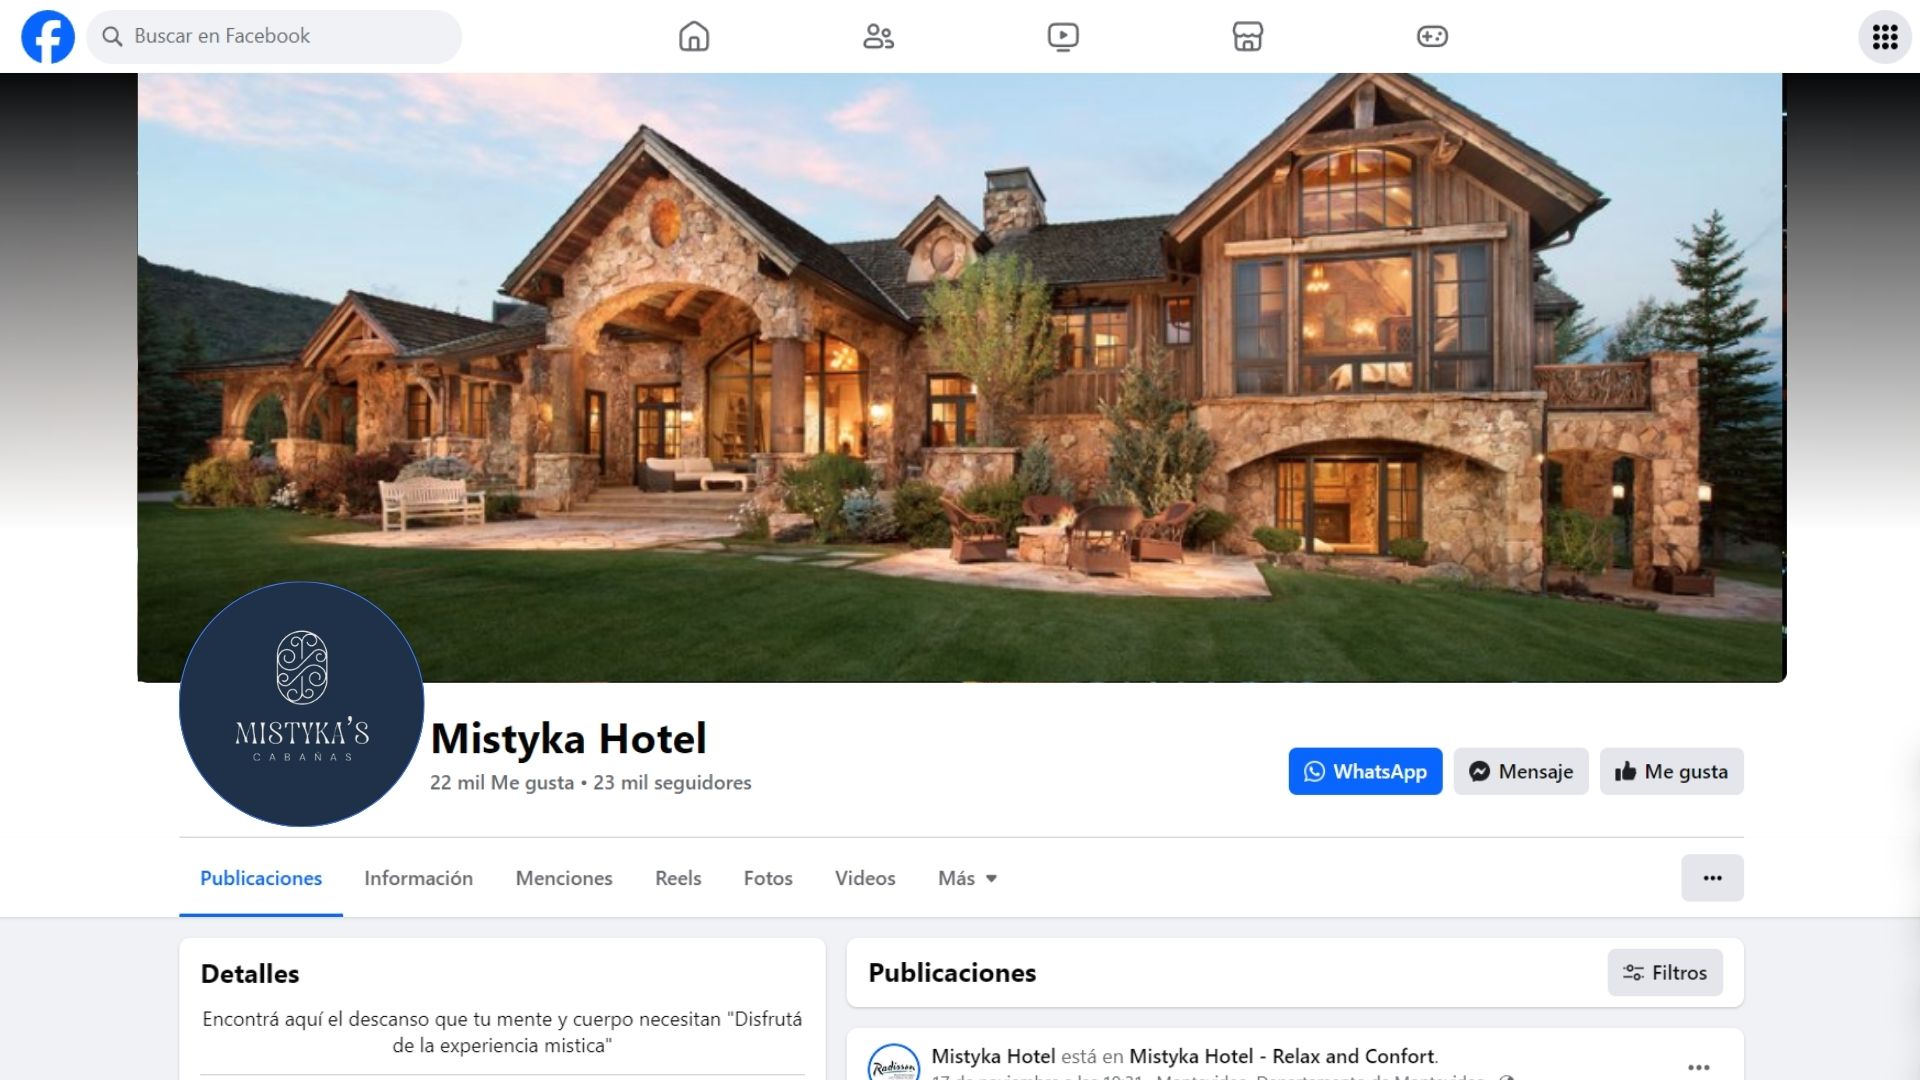 Buscar en Facebook
MISTYKA'S
CABAÑAS
Mistyka Hotel
22 mil Me gusta • 23 mil seguidores
WhatsApp
Mensaje
Me gusta
Publicaciones
Información
Menciones
Reels
Fotos
Videos
Más
Detalles
Encontrá aquí el descanso que tu mente y cuerpo necesitan "Disfrutá
de la experiencia mistica"
Publicaciones
Filtros
Radisson
Mistyka Hotel está en Mistyka Hotel - Relax and Confort.